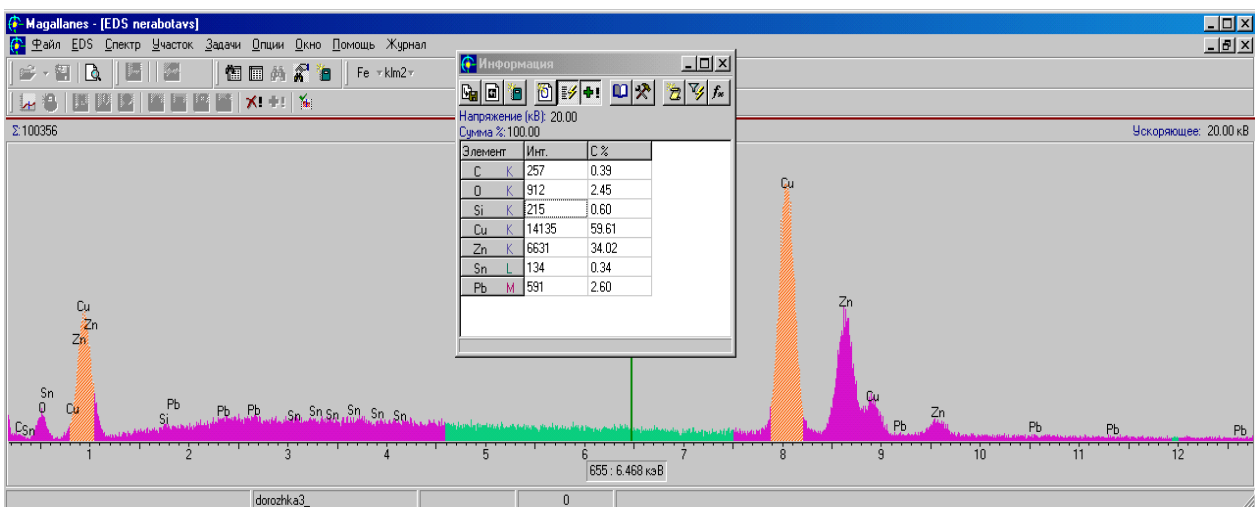 Magallanes - [EDS nerabotavs]
Файл EDS Спектр Участок Задачи Опции Окно Помощь Журнал
Информация
Fe klm2
Напряжение (кВ): 20.00
Сумма %: 100.00
Σ:100356
Ускоряющее: 20.00 кВ
Элемент Инт. C %
C K 257 0.39
O K 912 2.45
Si K 215 0.60
Cu K 14135 59.61
Zn K 6631 34.02
Sn L 134 0.34
Pb M 591 2.60
Cu
Cu
Zn
Zn
Zn
Sn
O
Cu
C Sn
Si
Pb
Pb
Pb
Sn
Sn
Sn
Sn
Sn
Sn
Cu
Pb
Zn
Pb
Pb
Pb
1 2 3 4 5 6 7 8 9 10 11 12
655 : 6.468 кэВ
dorozhka3_ 0